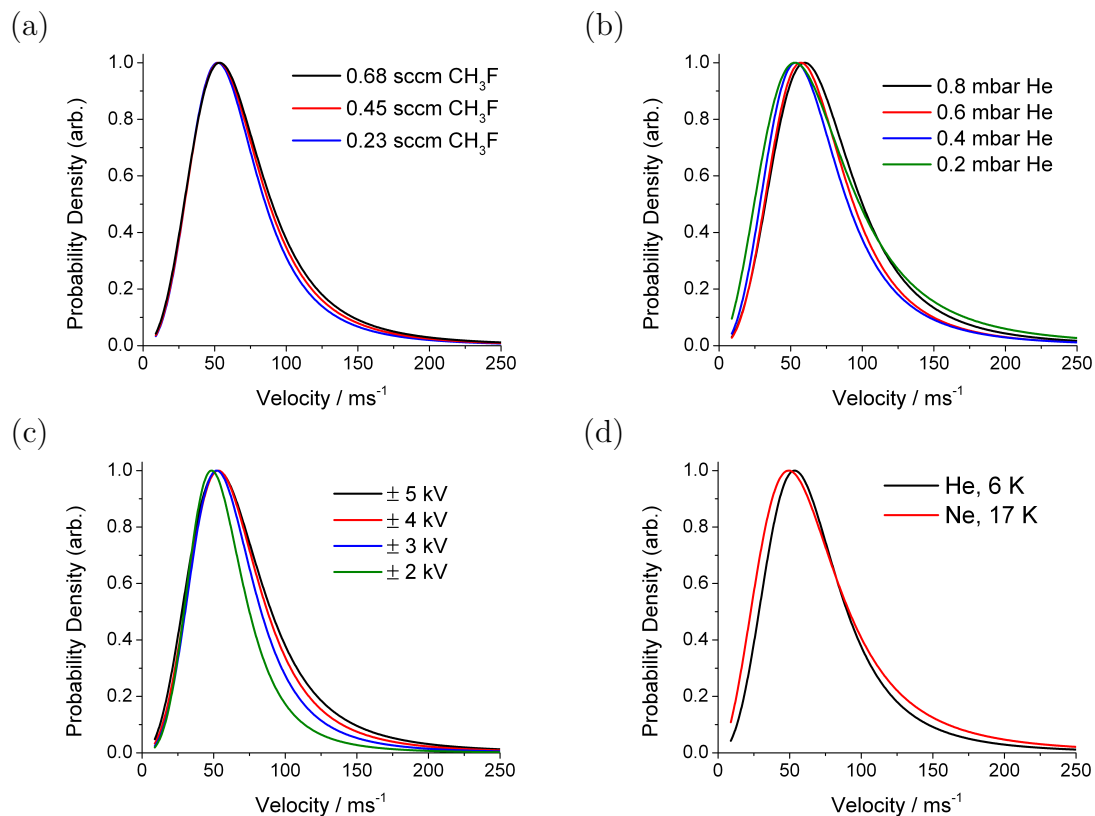 (a)
0.68 sccm CH₃F
0.45 sccm CH₃F
0.23 sccm CH₃F
Probability Density (arb.)
1.0
0.8
0.6
0.4
0.2
0.0
0 50 100 150 200 250
Velocity / ms⁻¹
(b)
0.8 mbar He
0.6 mbar He
0.4 mbar He
0.2 mbar He
Probability Density (arb.)
1.0
0.8
0.6
0.4
0.2
0.0
0 50 100 150 200 250
Velocity / ms⁻¹
(c)
± 5 kV
± 4 kV
± 3 kV
± 2 kV
Probability Density (arb.)
1.0
0.8
0.6
0.4
0.2
0.0
0 50 100 150 200 250
Velocity / ms⁻¹
(d)
He, 6 K
Ne, 17 K
Probability Density (arb.)
1.0
0.8
0.6
0.4
0.2
0.0
0 50 100 150 200 250
Velocity / ms⁻¹